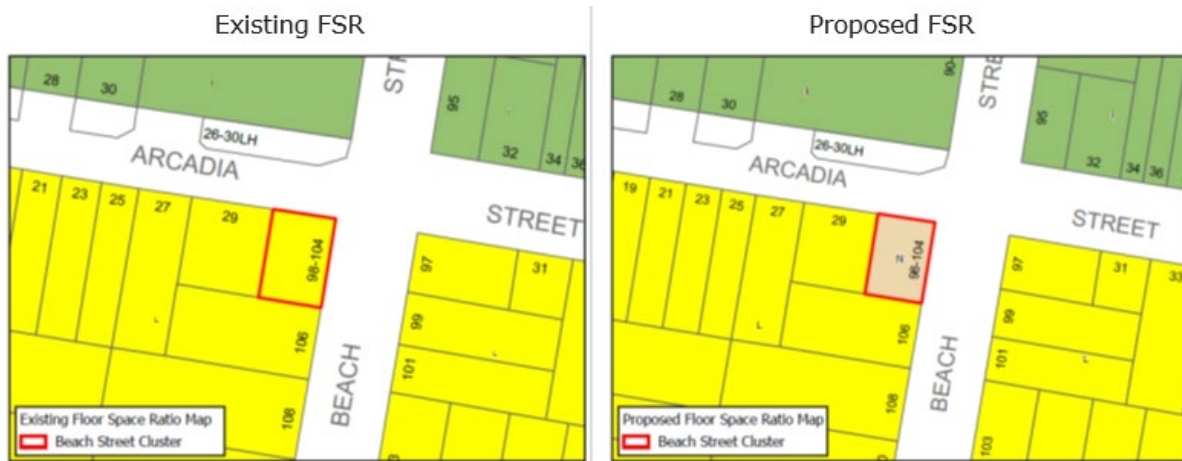 Existing FSR
Proposed FSR
28
30
26-30LH
ARCADIA
STR
95
32
34
36
21
23
25
27
29
98-104
STREET
97
31
99
101
106
108
L
L
BEACH
Existing Floor Space Ratio Map
Beach Street Cluster
90-
28
30
26-30LH
ARCADIA
STREE
95
32
34
36
19
21
23
25
27
29
98-104
N
STREET
97
31
33
99
101
103
106
108
L
L
BEACH
Proposed Floor Space Ratio Map
Beach Street Cluster